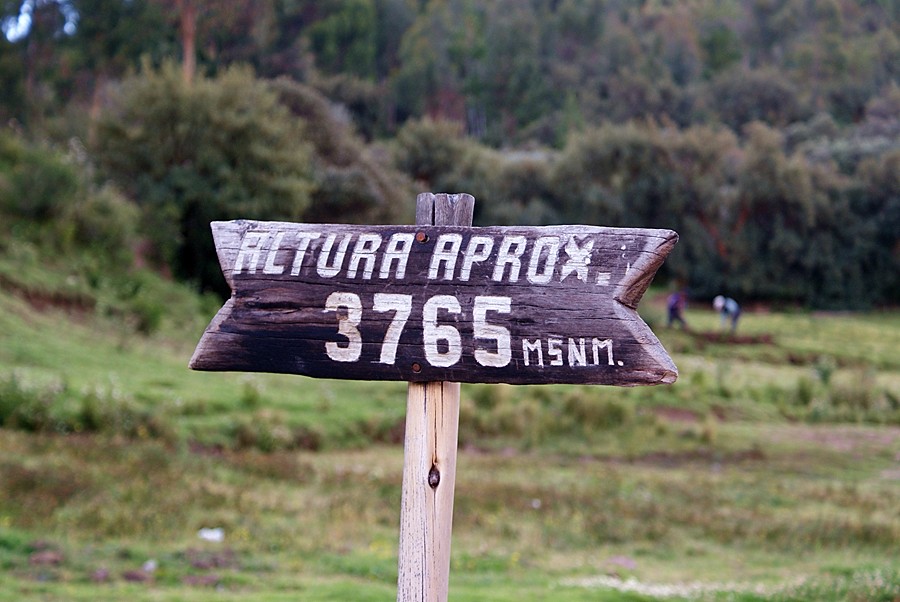 ALTURA APROX.
3765 MSNM.